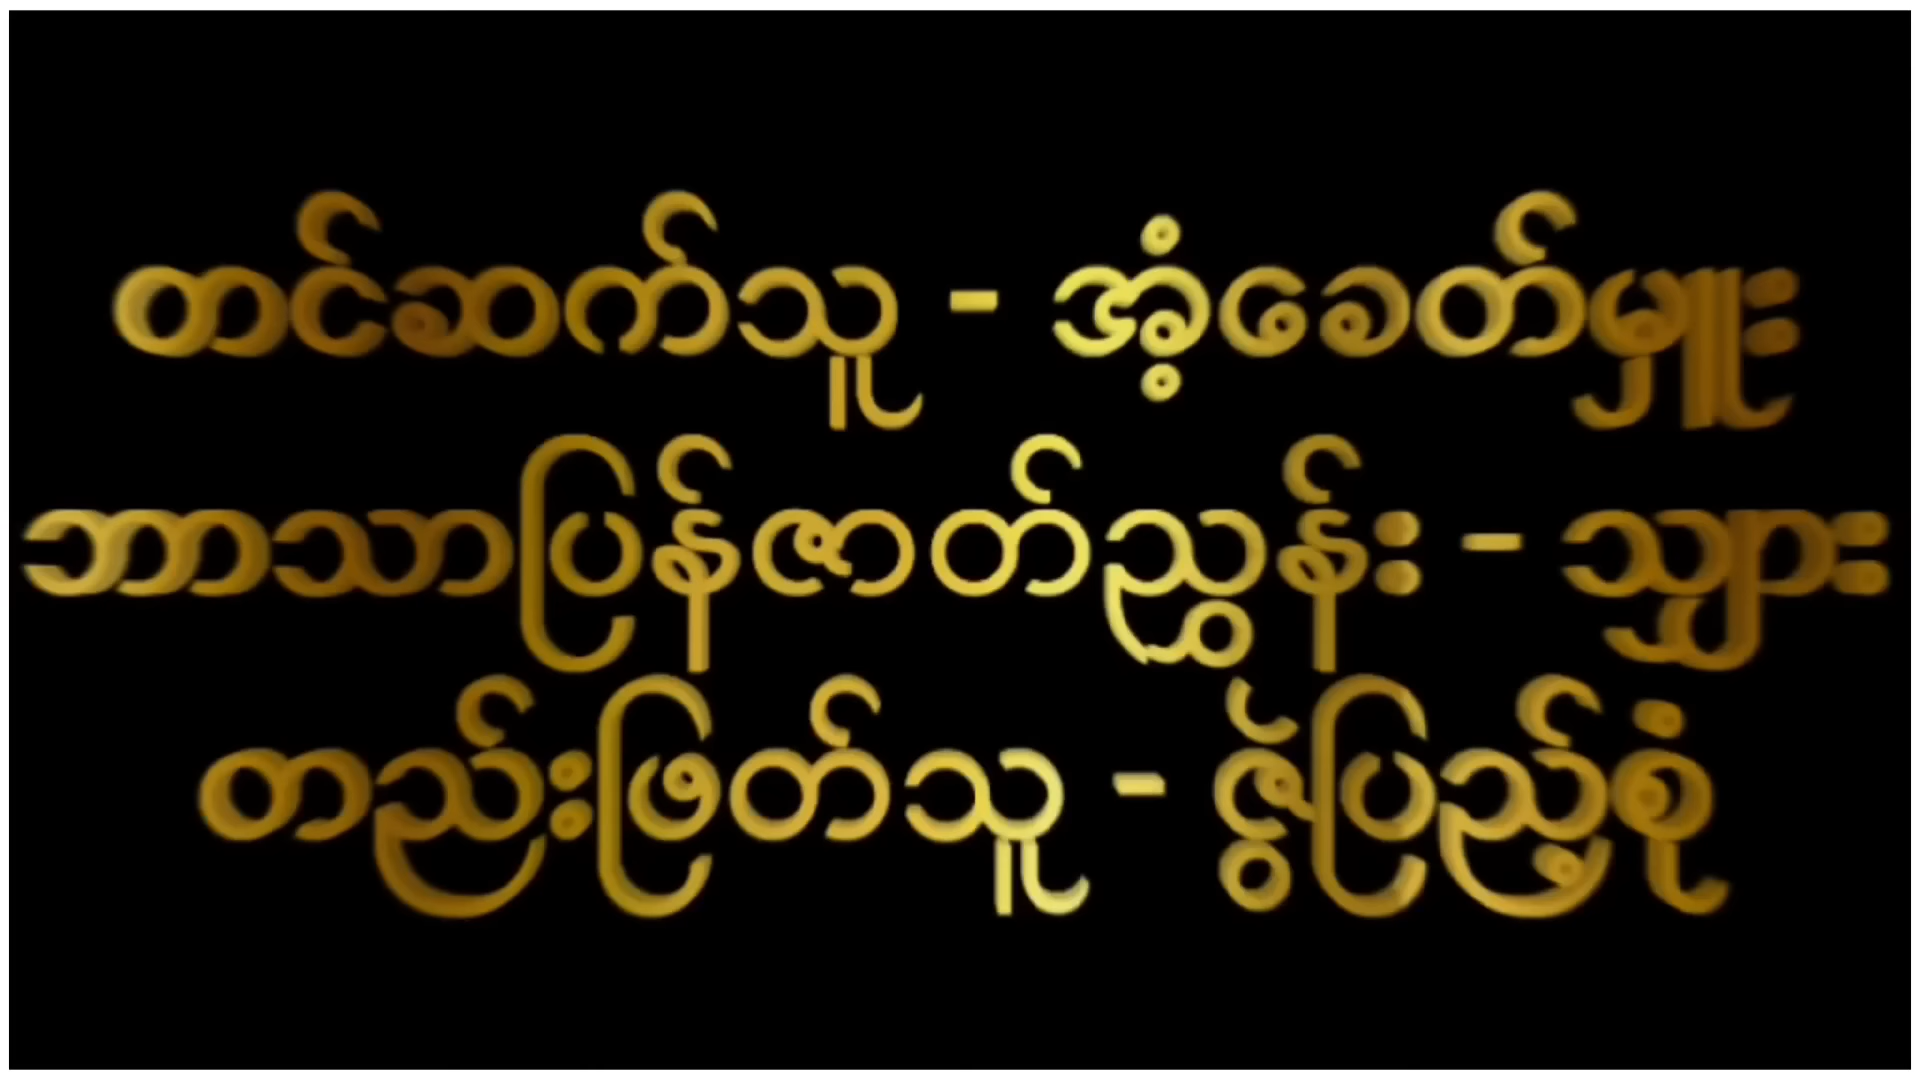 တင်ဆက်သူ - အံ့ခေတ်မှူး
ဘာသာပြန်ဇာတ်ညွှန်း - သျှား
တည်းဖြတ်သူ - ဇွဲပြည့်စုံ